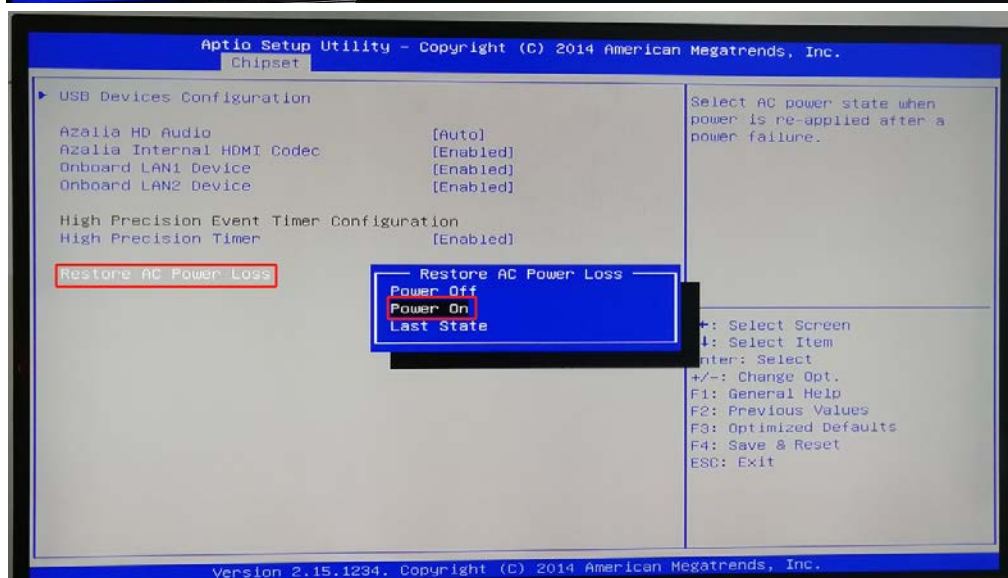 Aptio Setup Utility - Copyright (C) 2014 American Megatrends, Inc.
Chipset
USB Devices Configuration
Azalia HD Audio [Auto]
Azalia Internal HDMI Codec [Enabled]
Onboard LAN1 Device [Enabled]
Onboard LAN2 Device [Enabled]
High Precision Event Timer Configuration
High Precision Timer [Enabled]
Restore AC Power Loss
Restore AC Power Loss
Power Off
Power On
Last State
Select AC power state when
power is re-applied after a
power failure.
: Select Screen
: Select Item
nter: Select
+/-: Change Opt.
F1: General Help
F2: Previous Values
F3: Optimized Defaults
F4: Save & Reset
ESC: Exit
Version 2.15.1234. Copyright (C) 2014 American Megatrends, Inc.